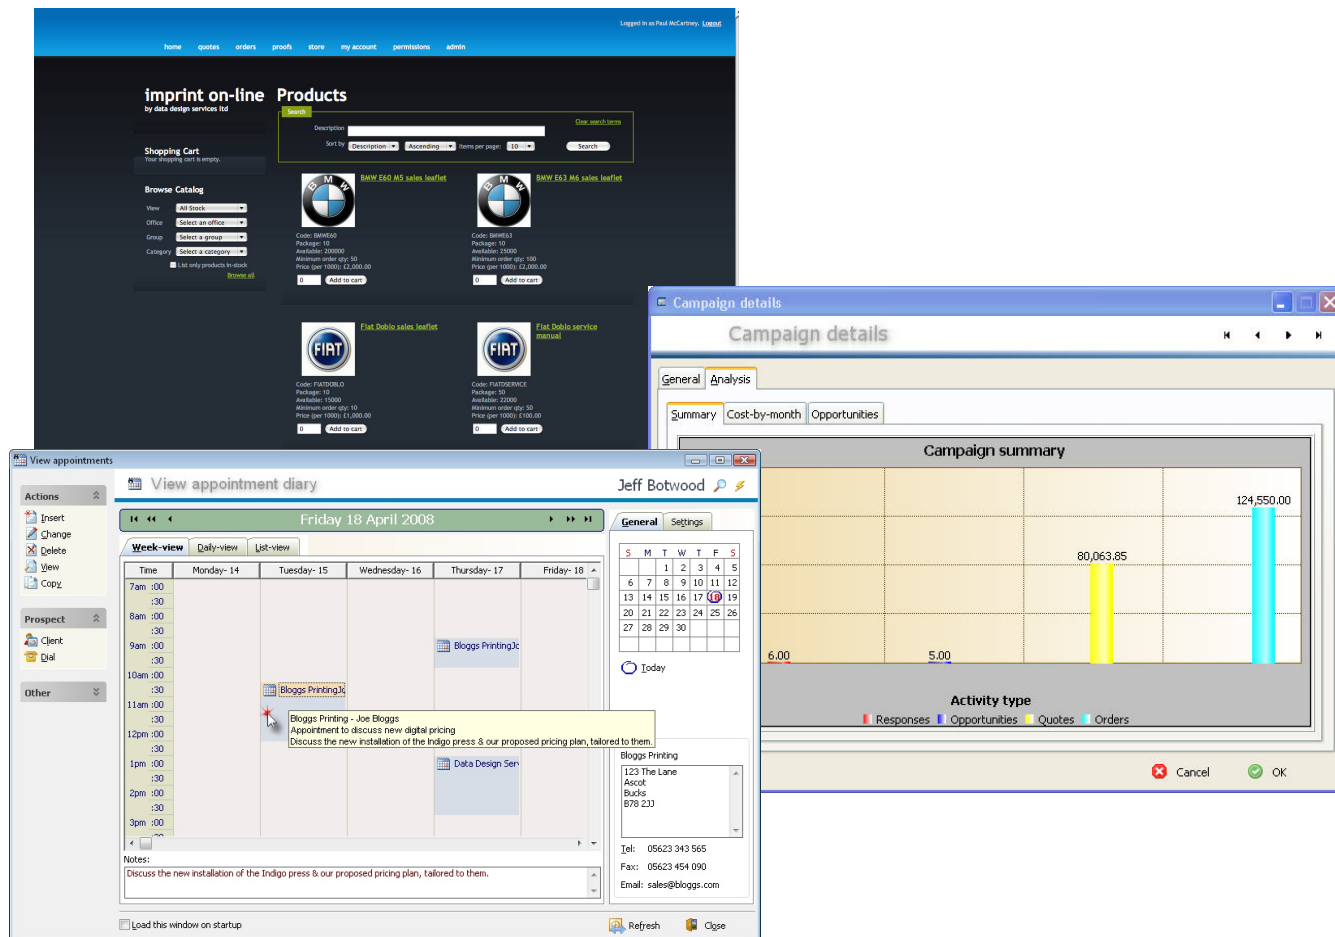 Logged in as Paul McCartney. Logout
home quotes orders proofs store my account permissions admin
imprint on-line
by data design services ltd
Shopping Cart
Your shopping cart is empty.
Browse Catalog
View All Stock
Office Select an office
Group Select a group
Category Select a category
List only products in-stock
Browse all
Products
Search
Clear search terms
Description
Sort by Description Ascending Items per page: 10 Search
BMW
BMW E60 M5 sales leaflet
Code: BMWE60
Package: 10
Available: 200000
Minimum order qty: 50
Price (per 1000): £2,000.00
0 Add to cart
BMW
BMW E63 M6 sales leaflet
Code: BMWE63
Package: 10
Available: 25000
Minimum order qty: 100
Price (per 1000): £2,000.00
0 Add to cart
FIAT
Fiat Doblo sales leaflet
Code: FIATDOBLO
Package: 10
Available: 15000
Minimum order qty: 10
Price (per 1000): £1,000.00
0 Add to cart
FIAT
Fiat Doblo service
manual
Code: FIATDSERVICE
Package: 50
Available: 22000
Minimum order qty: 50
Price (per 1000): £100.00
0 Add to cart
Campaign details
Campaign details
General Analysis
Summary Cost-by-month Opportunities
Campaign summary
124,550.00
80,063.85
6.00
5.00
Activity type
Responses Opportunities Quotes Orders
Cancel OK
View appointments
View appointment diary
Jeff Botwood
Actions
Insert
Change
Delete
View
Copy
Prospect
Client
Dial
Other
Friday 18 April 2008
Week-view Daily-view List-view
Time Monday- 14 Tuesday- 15 Wednesday- 16 Thursday- 17 Friday- 18
7am :00
:30
8am :00
:30
9am :00 Bloggs PrintingJo
:30
10am :00
:30 Bloggs PrintingJo
11am :00
:30
12pm :00
:30
1pm :00 Data Design Serv
:30
2pm :00
:30
3pm :00
:30
Bloggs Printing - Joe Bloggs
Appointment to discuss new digital pricing
Discuss the new installation of the Indigo press & our proposed pricing plan, tailored to them.
Notes:
Discuss the new installation of the Indigo press & our proposed pricing plan, tailored to them.
General Settings
S M T W T F S
1 2 3 4 5
6 7 8 9 10 11 12
13 14 15 16 17 18 19
20 21 22 23 24 25 26
27 28 29 30
Today
Bloggs Printing
123 The Lane
Ascot
Bucks
B78 2JJ
Tel: 05623 343 565
Fax: 05623 454 090
Email: sales@bloggs.com
Load this window on startup
Refresh Close